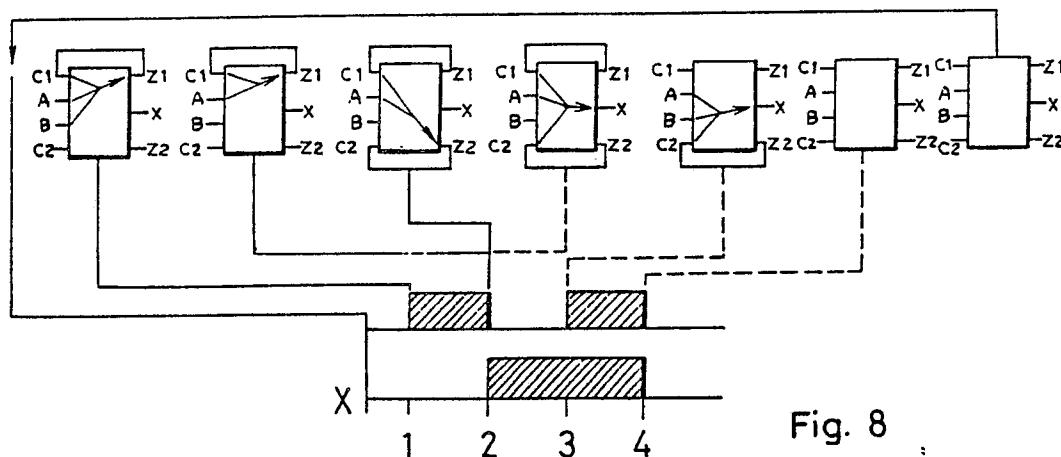 C1 Z1 C1 Z1 C1 Z1 C1 Z1 C1 Z1 C1 Z1 C1 Z1
A A A A A A A
X X X X X X X
B B B B B B B
C2 Z2 C2 Z2 C2 Z2 C2 Z2 C2 Z2 C2 Z2 C2 Z2
X
1 2 3 4
Fig. 8